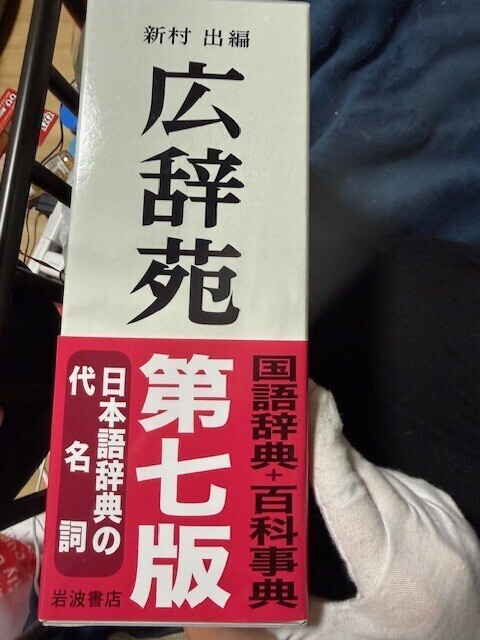 新村 出編
広辞苑
国語辞典+百科事典
第七版
日本語辞典の
代名詞
岩波書店